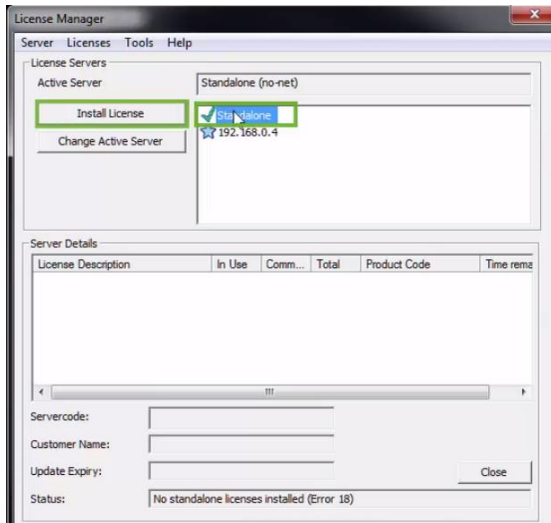 License Manager
Server Licenses Tools Help
License Servers
Active Server Standalone (no-net)
Install License Standalone
Change Active Server 192.168.0.4
Server Details
License Description In Use Comm... Total Product Code Time rema
Servercode:
Customer Name:
Update Expiry: Close
Status: No standalone licenses installed (Error 18)